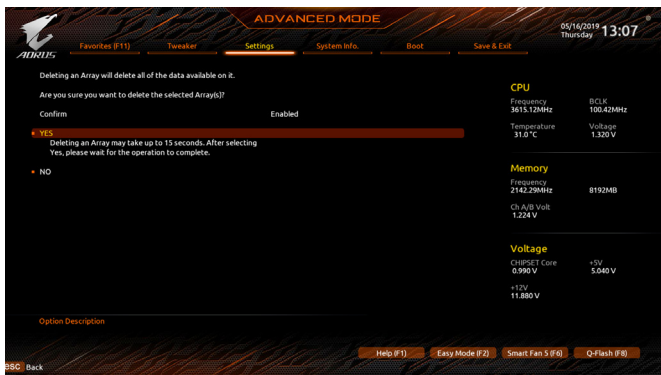 ADVANCED MODE
05/16/2019 Thursday 13:07
AORUS
Favorites (F11) Tweaker Settings System Info. Boot Save & Exit
Deleting an Array will delete all of the data available on it.
Are you sure you want to delete the selected Array(s)?
Confirm Enabled
YES
Deleting an Array may take up to 15 seconds. After selecting
Yes, please wait for the operation to complete.
NO
CPU
Frequency BCLK
3615.12MHz 100.42MHz
Temperature Voltage
31.0 °C 1.320 V
Memory
Frequency
2142.29MHz 8192MB
Ch A/B Volt
1.224 V
Voltage
CHIPSET Core +5V
0.990 V 5.040 V
+12V
11.880 V
Option Description
Help (F1) Easy Mode (F2) Smart Fan 5 (F6) Q-Flash (F8)
esc Back